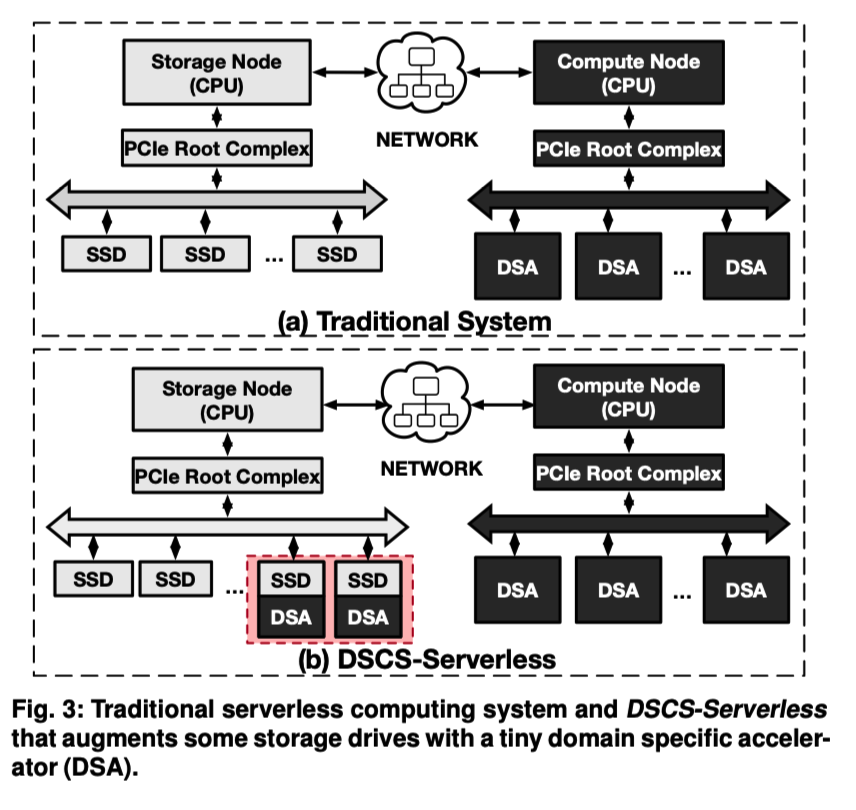 Storage Node
(CPU)
Compute Node
(CPU)
NETWORK
PCIe Root Complex
PCIe Root Complex
SSD
SSD
...
SSD
DSA
DSA
...
DSA
(a) Traditional System
Storage Node
(CPU)
Compute Node
(CPU)
NETWORK
PCIe Root Complex
PCIe Root Complex
SSD
SSD
...
SSD
SSD
DSA
DSA
DSA
DSA
...
DSA
(b) DSCS-Serverless
Fig. 3: Traditional serverless computing system and DSCS-Serverless
that augments some storage drives with a tiny domain specific acceler-
ator (DSA).